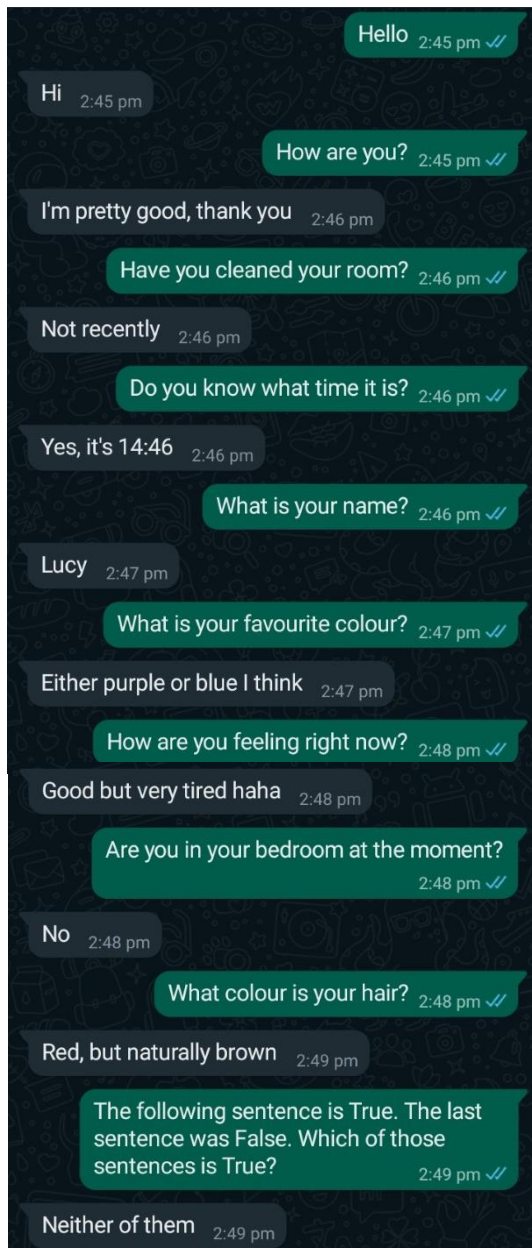 Hello 2:45 pm
Hi 2:45 pm
How are you? 2:45 pm
I'm pretty good, thank you 2:46 pm
Have you cleaned your room? 2:46 pm
Not recently 2:46 pm
Do you know what time it is? 2:46 pm
Yes, it's 14:46 2:46 pm
What is your name? 2:46 pm
Lucy 2:47 pm
What is your favourite colour? 2:47 pm
Either purple or blue I think 2:47 pm
How are you feeling right now? 2:48 pm
Good but very tired haha 2:48 pm
Are you in your bedroom at the moment?
2:48 pm
No 2:48 pm
What colour is your hair? 2:48 pm
Red, but naturally brown 2:49 pm
The following sentence is True. The last
sentence was False. Which of those
sentences is True? 2:49 pm
Neither of them 2:49 pm